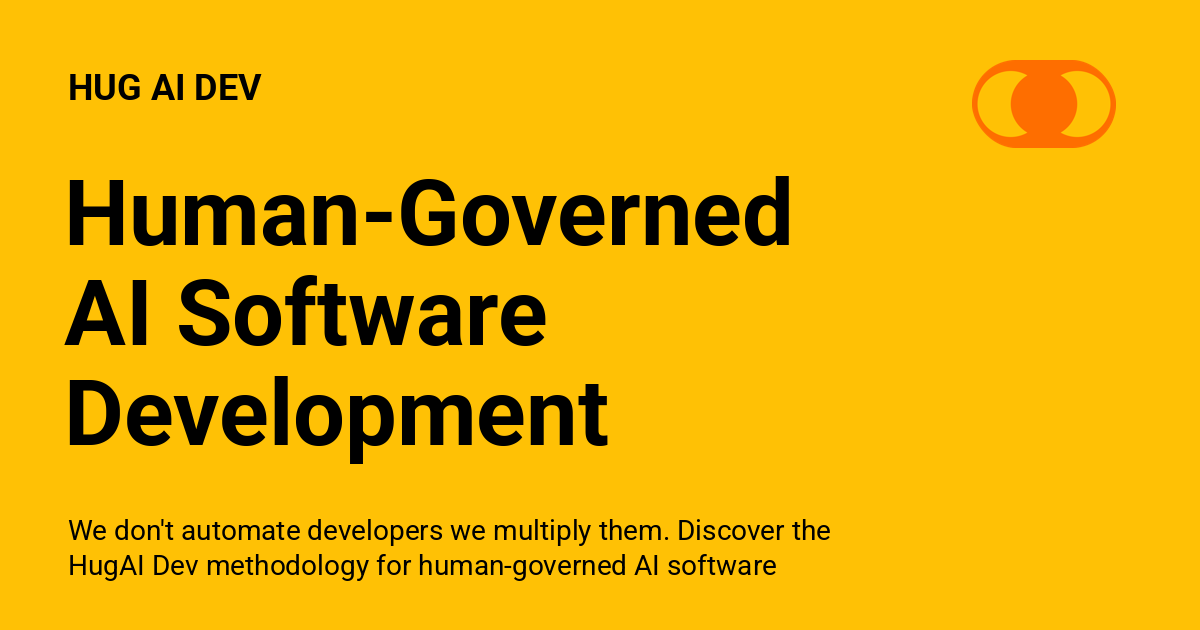 HUG AI DEV
Human-Governed
AI Software
Development
We don't automate developers we multiply them. Discover the
HugAI Dev methodology for human-governed AI software